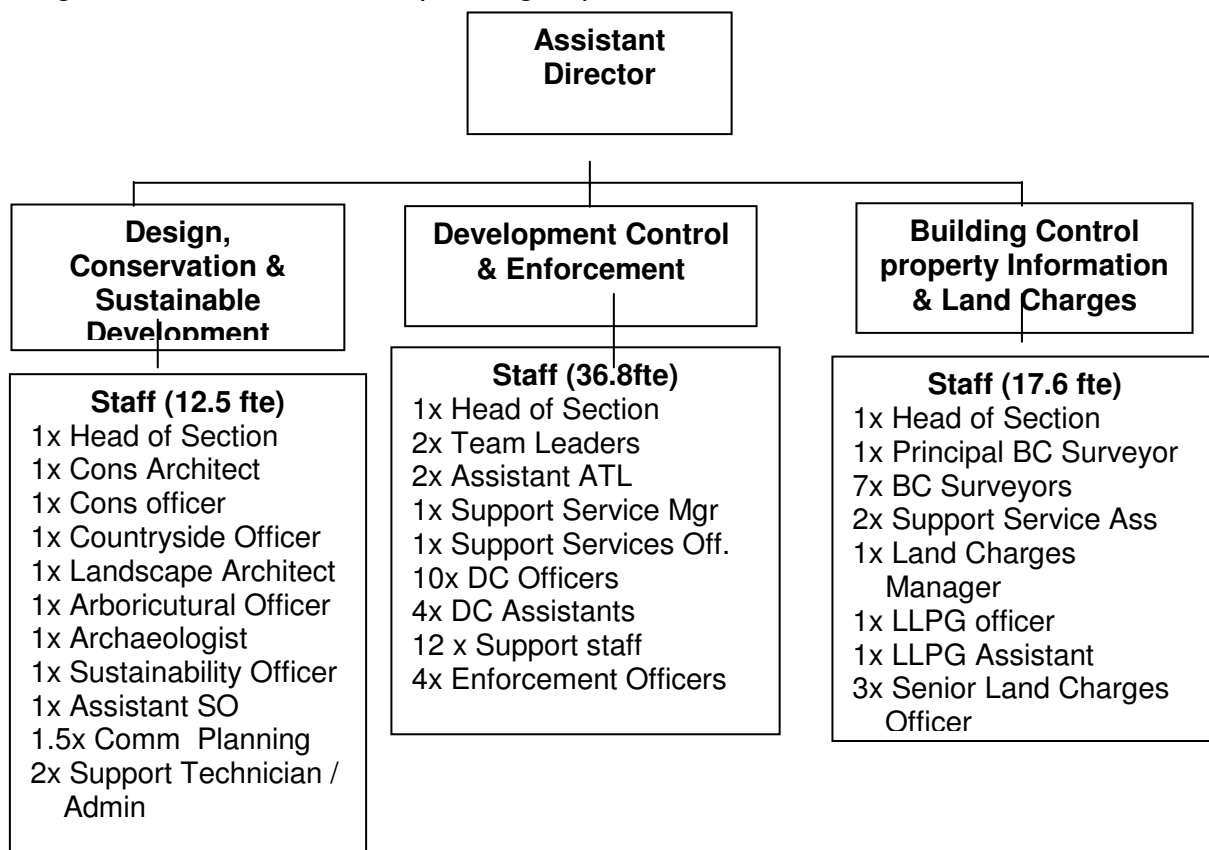 Assistant
Director
Design,
Conservation &
Sustainable
Development
Development Control
& Enforcement
Building Control
property Information
& Land Charges
Staff (12.5 fte)
1x Head of Section
1x Cons Architect
1x Cons officer
1x Countryside Officer
1x Landscape Architect
1x Arboricutural Officer
1x Archaeologist
1x Sustainability Officer
1x Assistant SO
1.5x Comm  Planning
2x Support Technician /
Admin
Staff (36.8fte)
1x Head of Section
2x Team Leaders
2x Assistant ATL
1x Support Service Mgr
1x Support Services Off.
10x DC Officers
4x DC Assistants
12 x Support staff
4x Enforcement Officers
Staff (17.6 fte)
1x Head of Section
1x Principal BC Surveyor
7x BC Surveyors
2x Support Service Ass
1x Land Charges
Manager
1x LLPG officer
1x LLPG Assistant
3x Senior Land Charges
Officer